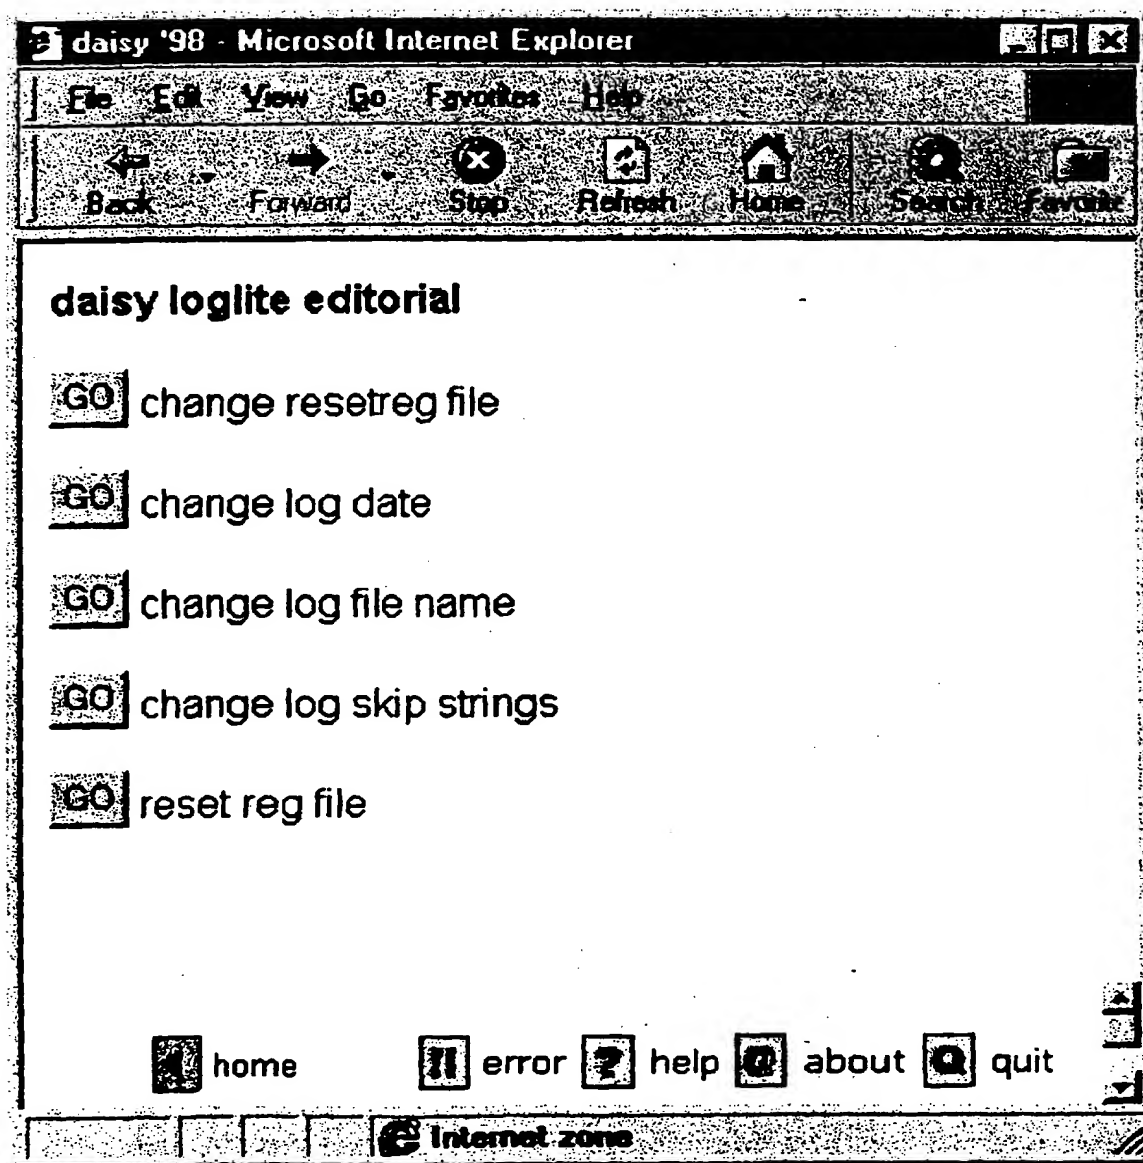 daisy '98 - Microsoft Internet Explorer
File Edit View Go Favorites Help
Back Forward Stop Refresh Home Search Favorite
daisy loglite editorial
GO change resetreg file
GO change log date
GO change log file name
GO change log skip strings
GO reset reg file
home !! error ? help @ about Q quit
Internet zone